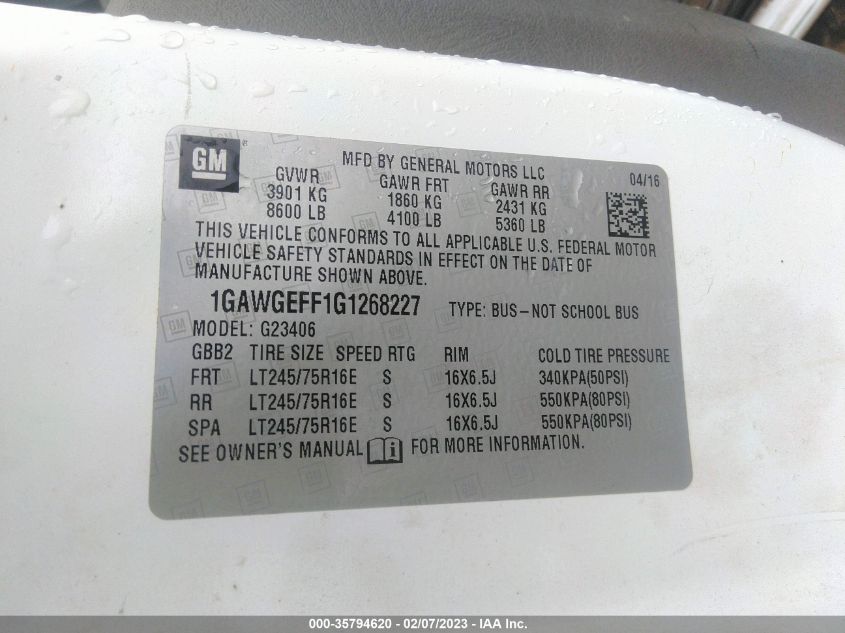 GM ®
MFD BY GENERAL MOTORS LLC 04/16
GVWR GAWR FRT GAWR RR
3901 KG 1860 KG 2431 KG
8600 LB 4100 LB 5360 LB
THIS VEHICLE CONFORMS TO ALL APPLICABLE U.S. FEDERAL MOTOR
VEHICLE SAFETY STANDARDS IN EFFECT ON THE DATE OF
MANUFACTURE SHOWN ABOVE.
1GAWGEFF1G1268227 TYPE: BUS-NOT SCHOOL BUS
MODEL: G23406
GBB2 TIRE SIZE SPEED RTG RIM COLD TIRE PRESSURE
FRT LT245/75R16E S 16X6.5J 340KPA(50PSI)
RR LT245/75R16E S 16X6.5J 550KPA(80PSI)
SPA LT245/75R16E S 16X6.5J 550KPA(80PSI)
SEE OWNER'S MANUAL i FOR MORE INFORMATION.
000-35794620 - 02/07/2023 - IAA Inc.